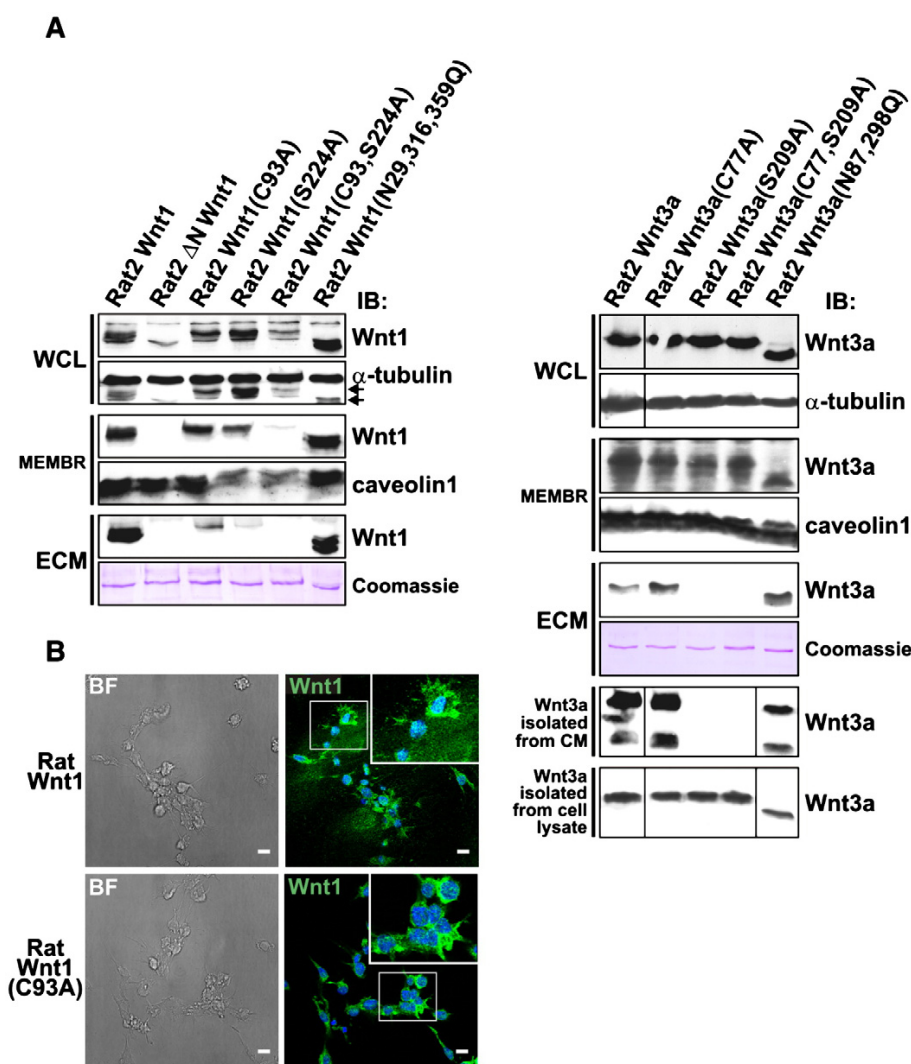 A
Rat2 Wnt1
Rat2 ΔN Wnt1
Rat2 Wnt1(C93A)
Rat2 Wnt1(S224A)
Rat2 Wnt1(C93,S224A)
Rat2 Wnt1(N29,316,359Q)
IB:
WCL
Wnt1
α-tubulin
MEMBR
Wnt1
caveolin1
ECM
Wnt1
Coomassie
Rat2 Wnt3a
Rat2 Wnt3a(C77A)
Rat2 Wnt3a(S209A)
Rat2 Wnt3a(C77,S209A)
Rat2 Wnt3a(N87,298Q)
IB:
WCL
Wnt3a
α-tubulin
MEMBR
Wnt3a
caveolin1
ECM
Wnt3a
Coomassie
Wnt3a
isolated
from CM
Wnt3a
Wnt3a
isolated
from cell
lysate
Wnt3a
B
Rat
Wnt1
BF
Wnt1
Rat
Wnt1
(C93A)
BF
Wnt1